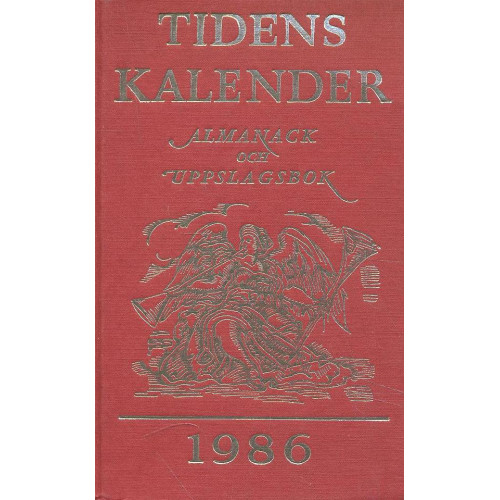 TIDENS
KALENDER
ALMANACK
OCH
UPPSLAGSBOK
1986